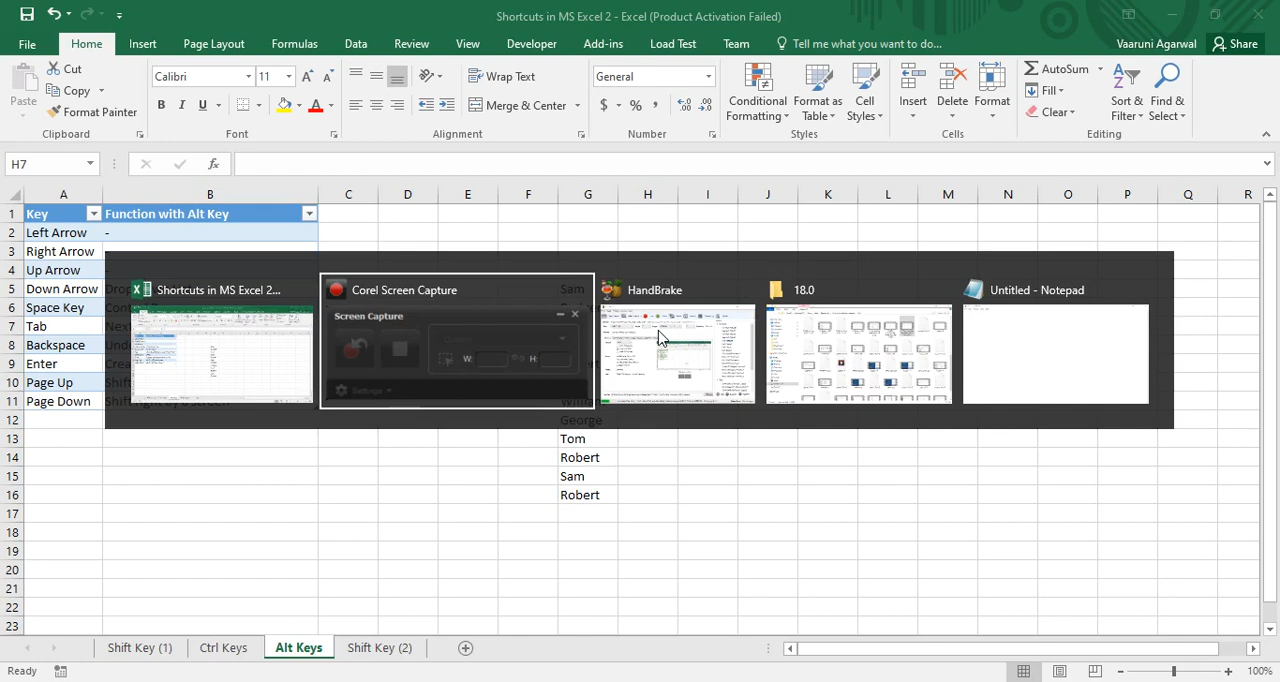 Shortcuts in MS Excel 2 - Excel (Product Activation Failed)
File Home Insert Page Layout Formulas Data Review View Developer Add-ins Load Test Team Tell me what you want to do... Vaaruni Agarwal Share
Paste
Cut
Copy
Format Painter
Clipboard
Calibri 11
B I U
Font
Wrap Text
Merge & Center
Alignment
General
$ % ,
Number
Conditional Formatting
Format as Table
Cell Styles
Styles
Insert Delete Format
Cells
AutoSum
Fill
Clear
Sort & Filter
Find & Select
Editing
H7 fx
A B C D E F G H I J K L M N O P Q R
1 Key Function with Alt Key
2 Left Arrow -
3 Right Arrow
4 Up Arrow
5 Down Arrow Sam
6 Space Key
7 Tab
8 Backspace
9 Enter
10 Page Up
11 Page Down
12 George
13 Tom
14 Robert
15 Sam
16 Robert
17
18
19
20
21
22
23
Shortcuts in MS Excel 2... Corel Screen Capture HandBrake 18.0 Untitled - Notepad
Screen Capture
W: H:
Settings
Shift Key (1) Ctrl Keys Alt Keys Shift Key (2)
Ready 100%